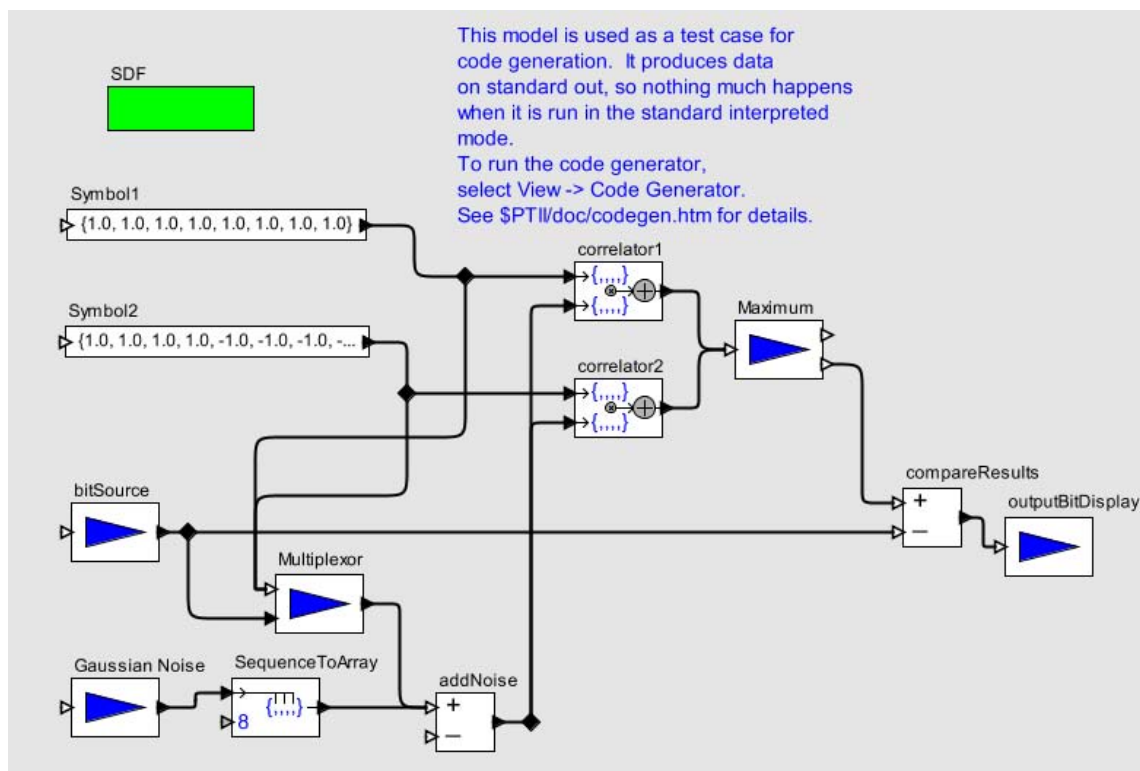 This model is used as a test case for
code generation.  It produces data
on standard out, so nothing much happens
when it is run in the standard interpreted
mode.
To run the code generator,
select View -> Code Generator.
See $PTII/doc/codegen.htm for details.
SDF
Symbol1
{1.0, 1.0, 1.0, 1.0, 1.0, 1.0, 1.0, 1.0}
Symbol2
{1.0, 1.0, 1.0, 1.0, -1.0, -1.0, -1.0, -...
correlator1
{,,,,}
{,,,,}
+
Maximum
correlator2
{,,,,}
{,,,,}
+
bitSource
Multiplexor
compareResults
+
−
outputBitDisplay
Gaussian Noise
SequenceToArray
{,,,,}
8
addNoise
+
−